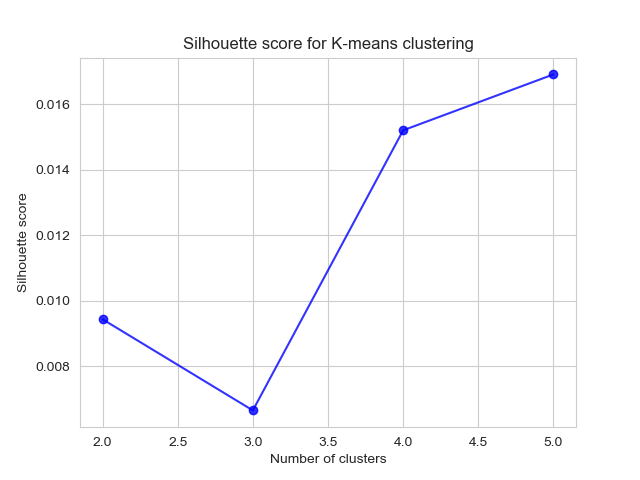 Silhouette score for K-means clustering
Silhouette score
0.016
0.014
0.012
0.010
0.008
2.0 2.5 3.0 3.5 4.0 4.5 5.0
Number of clusters